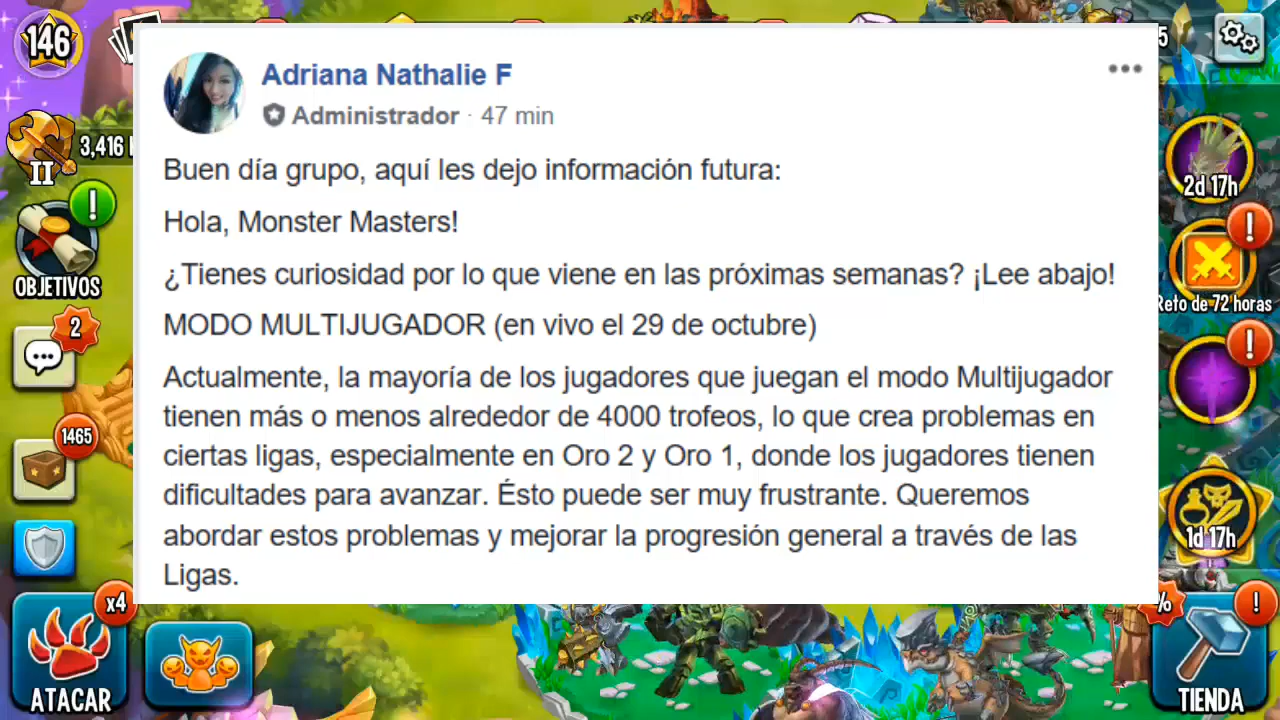 146
5
Adriana Nathalie F
Administrador · 47 min
Buen día grupo, aquí les dejo información futura:
Hola, Monster Masters!
¿Tienes curiosidad por lo que viene en las próximas semanas? ¡Lee abajo!
MODO MULTIJUGADOR (en vivo el 29 de octubre)
Actualmente, la mayoría de los jugadores que juegan el modo Multijugador
tienen más o menos alrededor de 4000 trofeos, lo que crea problemas en
ciertas ligas, especialmente en Oro 2 y Oro 1, donde los jugadores tienen
dificultades para avanzar. Ésto puede ser muy frustrante. Queremos
abordar estos problemas y mejorar la progresión general a través de las
Ligas.
3,416
II
!
OBJETIVOS
2
1465
x4
ATACAR
2d 17h
!
Reto de 72 horas
!
1d 17h
%
!
TIENDA